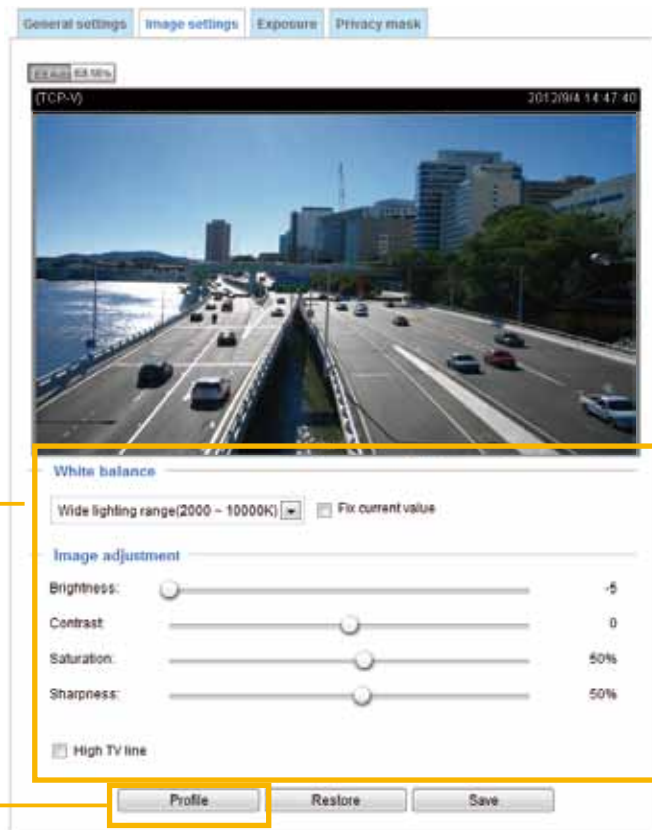 General settings Image settings Exposure Privacy mask
(TCP-V) 2012/9/4 14:47:40
White balance
Wide lighting range(2000 ~ 10000K) Fix current value
Image adjustment
Brightness: -5
Contrast: 0
Saturation: 50%
Sharpness: 50%
High TV line
Profile Restore Save